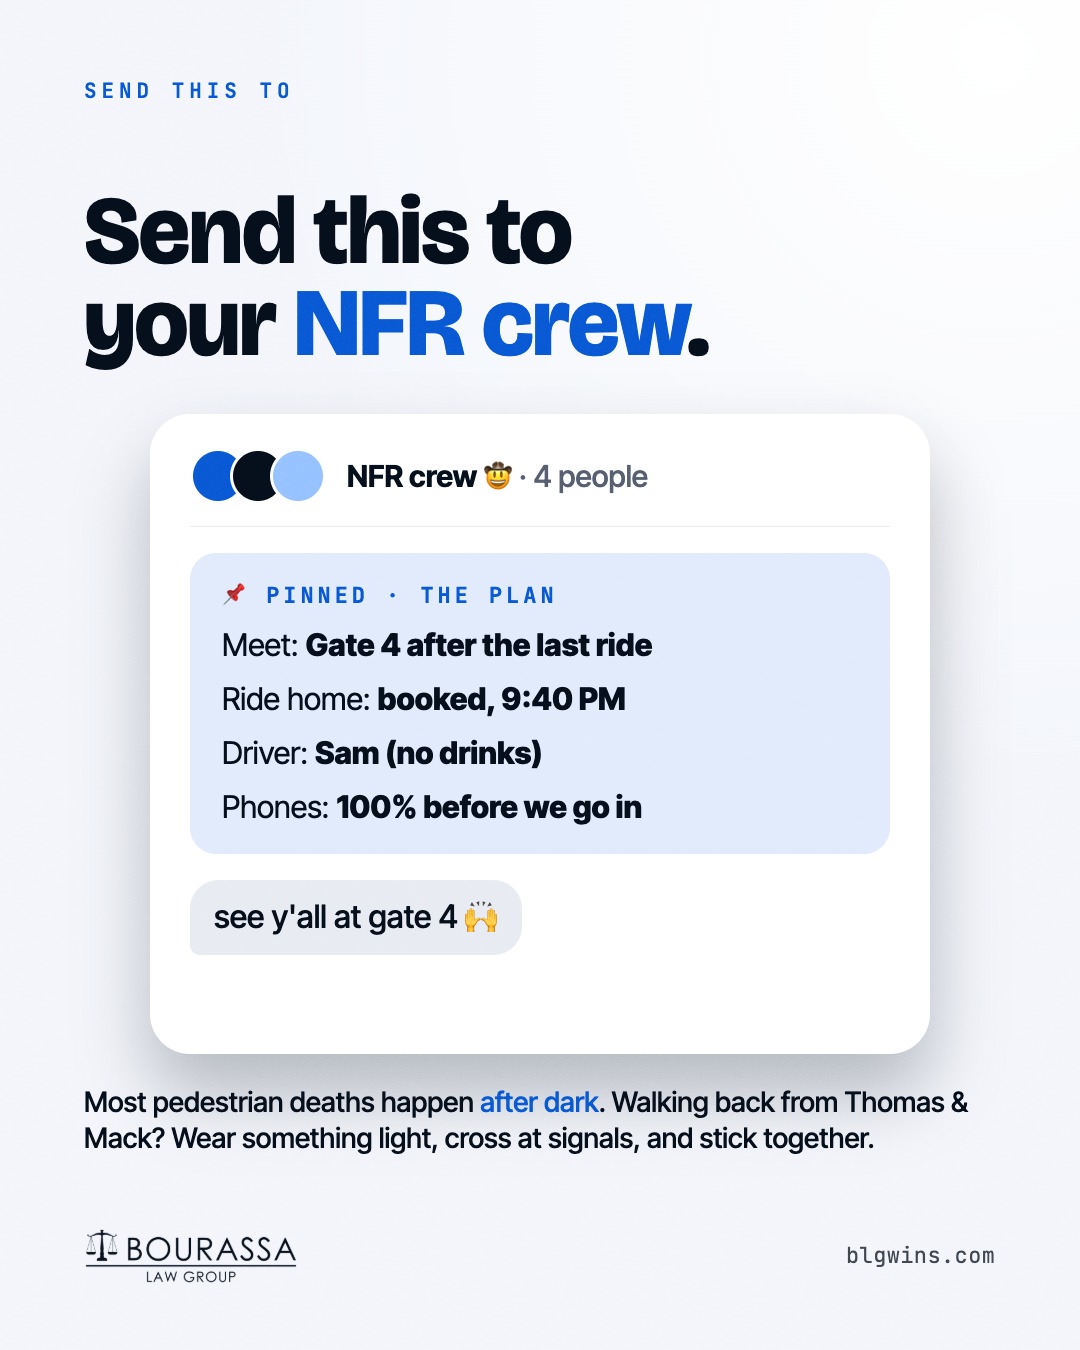 SEND THIS TO
Send this to
your NFR crew.
NFR crew 🤠 · 4 people
📌 PINNED · THE PLAN
Meet: Gate 4 after the last ride
Ride home: booked, 9:40 PM
Driver: Sam (no drinks)
Phones: 100% before we go in
see y'all at gate 4 🙌
Most pedestrian deaths happen after dark. Walking back from Thomas &
Mack? Wear something light, cross at signals, and stick together.
BOURASSA
LAW GROUP
blgwins.com